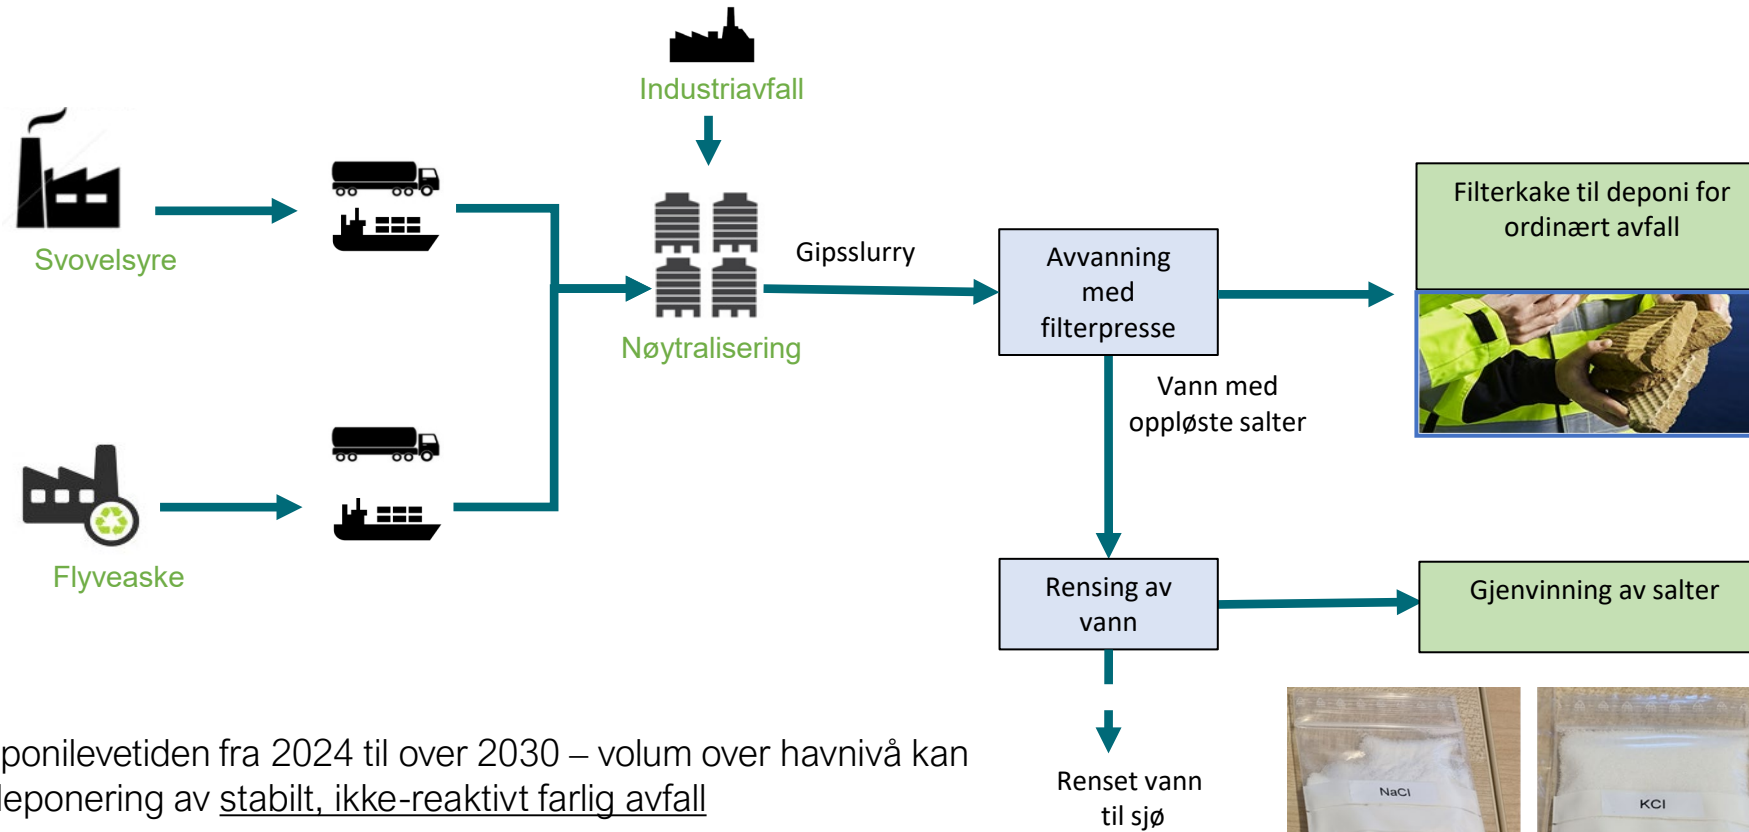 Industriavfall
Svovelsyre
Nøytralisering
Gipsslurry
Avvanning
med
filterpresse
Filterkake til deponi for
ordinært avfall
Vann med
oppløste salter
Flyveaske
Rensing av
vann
Gjenvinning av salter
Renset vann
til sjø
NaCl
KCl
ponilevetiden fra 2024 til over 2030 – volum over havnivå kan
deponering av stabilt, ikke-reaktivt farlig avfall